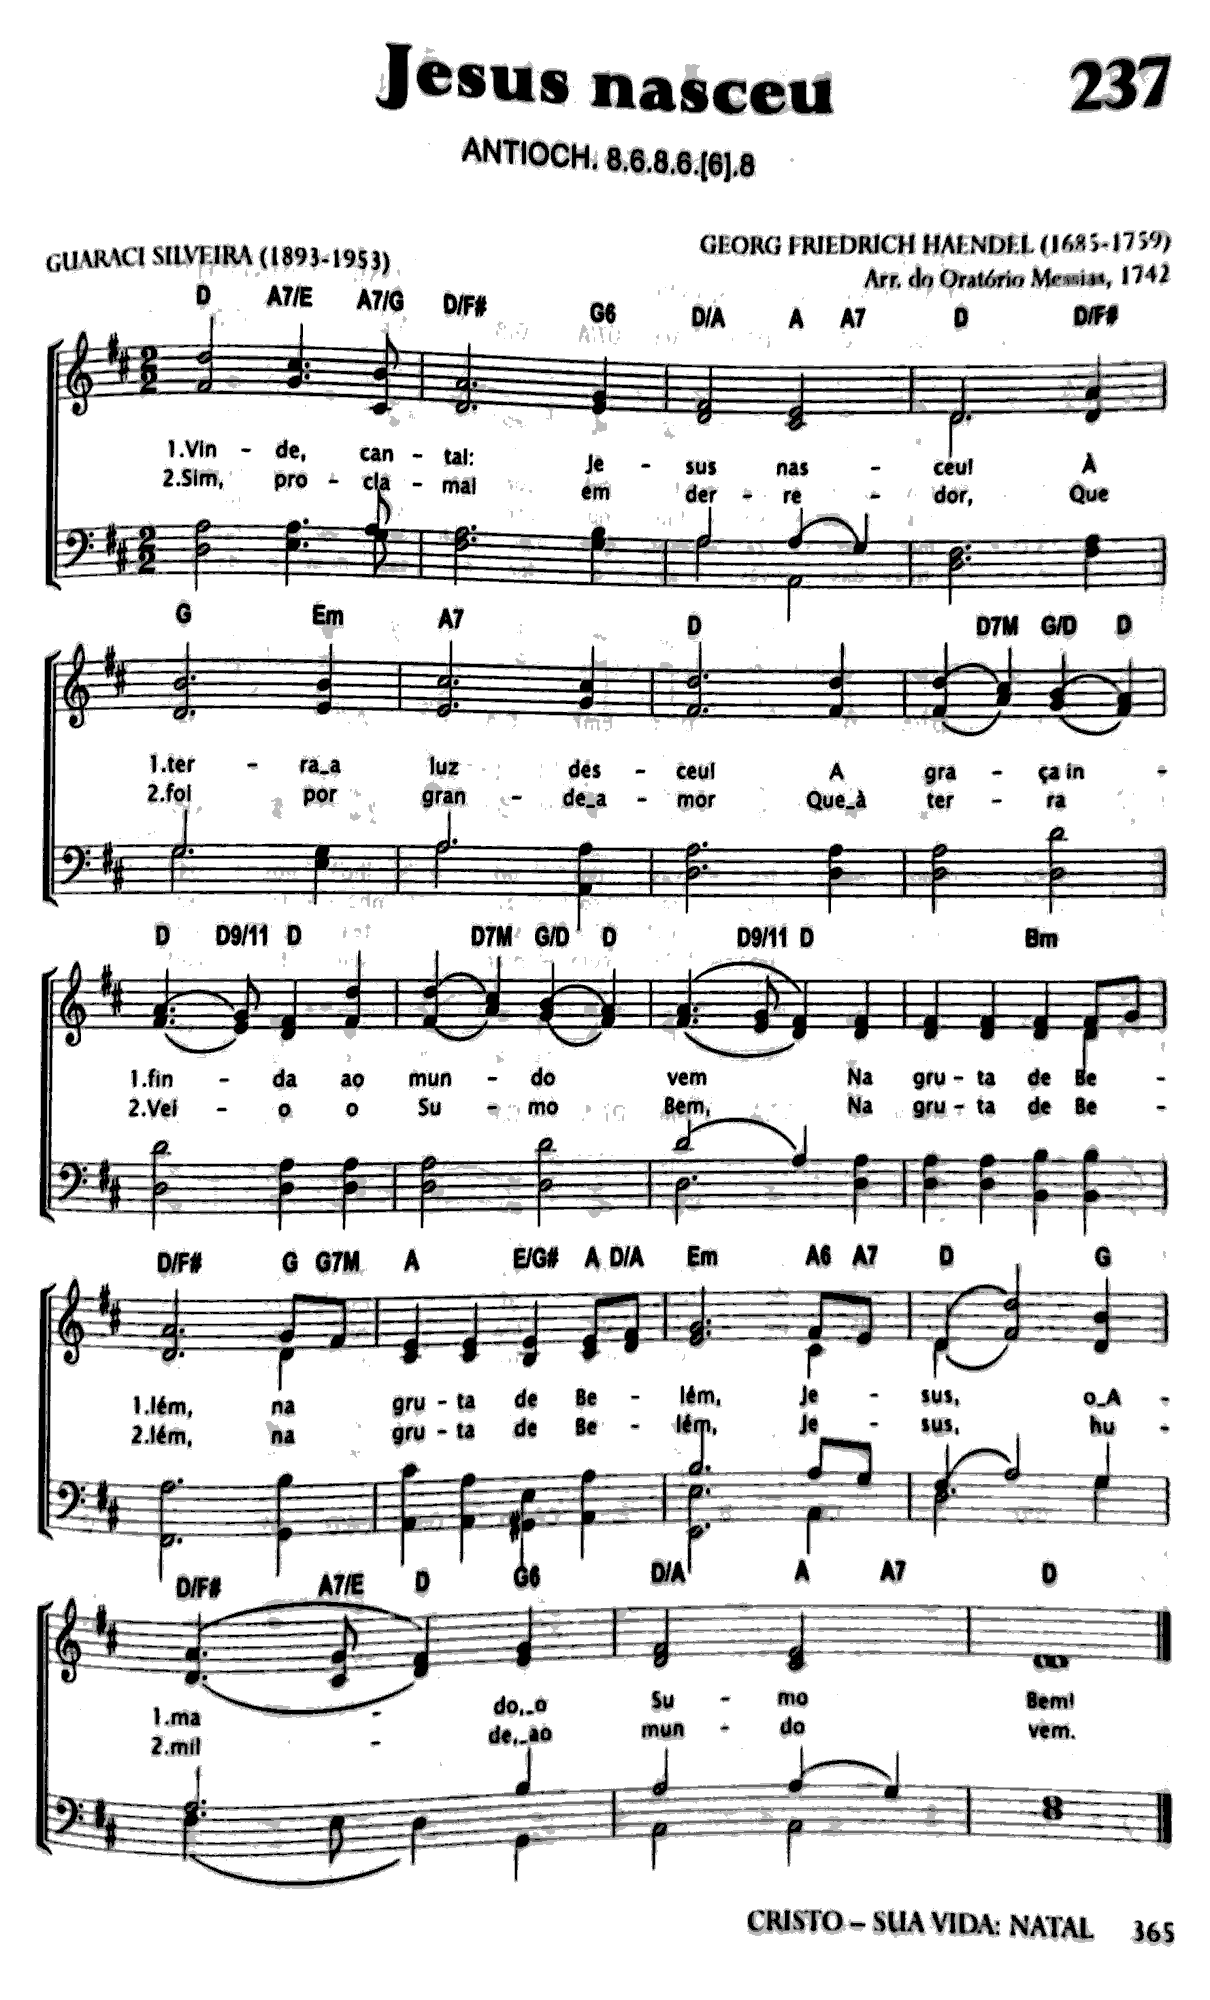 Jesus nasceu
237
ANTIOCH. 8.6.8.6.[6].8
GUARACI SILVEIRA (1893-1953)
GEORG FRIEDRICH HAENDEL (1685-1759)
Arr. do Oratório Messias, 1742
D A7/E A7/G D/F# G6 D/A A A7 D D/F#
1.Vin - de, can - tai: Je - sus nas - ceu! À
2.Sim, pro - cla - mai em der - re - dor, Que
G Em A7 D D7M G/D D
1.ter - ra_a luz des - ceu! A gra - ça in -
2.foi por gran - de_a - mor Que_à ter - ra
D D9/11 D D7M G/D D D9/11 D Bm
1.fin - da ao mun - do vem Na gru - ta de Be -
2.Vei - o o Su - mo Bem, Na gru - ta de Be -
D/F# G G7M A E/G# A D/A Em A6 A7 D G
1.lém, na gru - ta de Be - lém, Je - sus, o_A -
2.lém, na gru - ta de Be - lém, Je - sus, hu -
D/F# A7/E D G6 D/A A A7 D
1.ma - do,_o Su - mo Bem!
2.mil - de,_ao mun - do vem.
CRISTO – SUA VIDA: NATAL 365